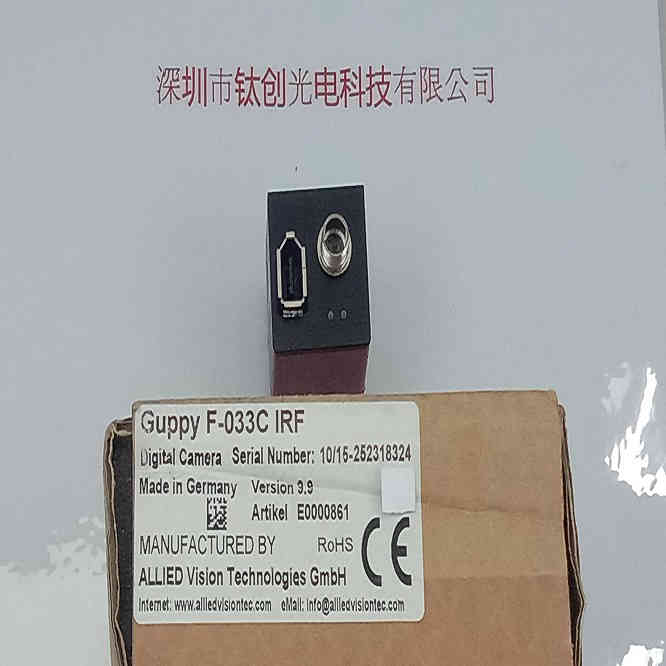 深圳市钛创光电科技有限公司
Guppy F-033C IRF
Digital Camera Serial Number: 10/15-252318324
Made in Germany Version 9.9
Artikel E0000861
MANUFACTURED BY RoHS
ALLIED Vision Technologies GmbH
Internet: www.alliedvisiontec.com eMail: info@alliedvisiontec.com
CE